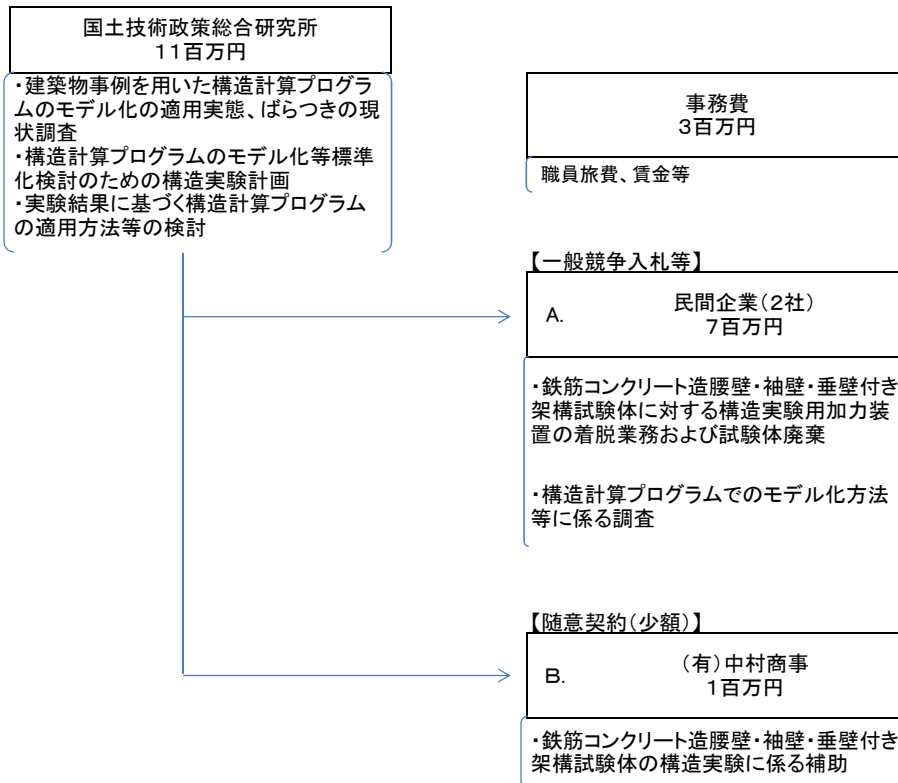 国土技術政策総合研究所
11百万円
・建築物事例を用いた構造計算プログラ
ムのモデル化の適用実態、ばらつきの現
状調査
・構造計算プログラムのモデル化等標準
化検討のための構造実験計画
・実験結果に基づく構造計算プログラム
の適用方法等の検討
事務費
3百万円
職員旅費、賃金等
【一般競争入札等】
A. 民間企業(2社)
7百万円
・鉄筋コンクリート造腰壁・袖壁・垂壁付き
架構試験体に対する構造実験用加力装
置の着脱業務および試験体廃棄
・構造計算プログラムでのモデル化方法
等に係る調査
【随意契約(少額)】
B. (有)中村商事
1百万円
・鉄筋コンクリート造腰壁・袖壁・垂壁付き
架構試験体の構造実験に係る補助